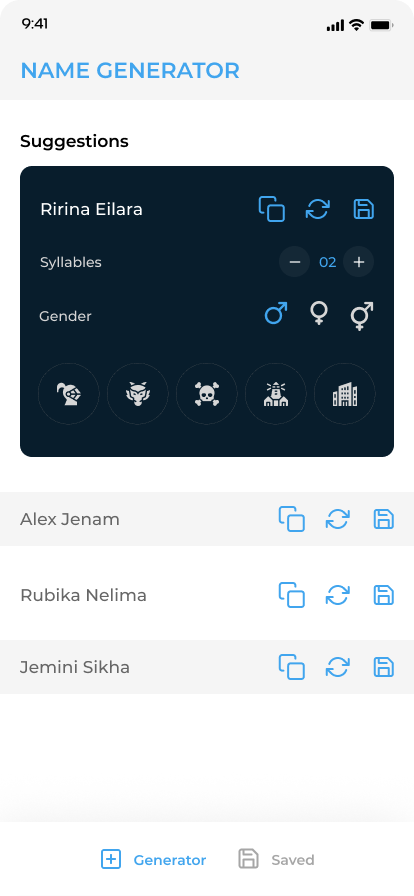 9:41
NAME GENERATOR
Suggestions
Ririna Eilara
Syllables
02
Gender
Alex Jenam
Rubika Nelima
Jemini Sikha
Generator
Saved